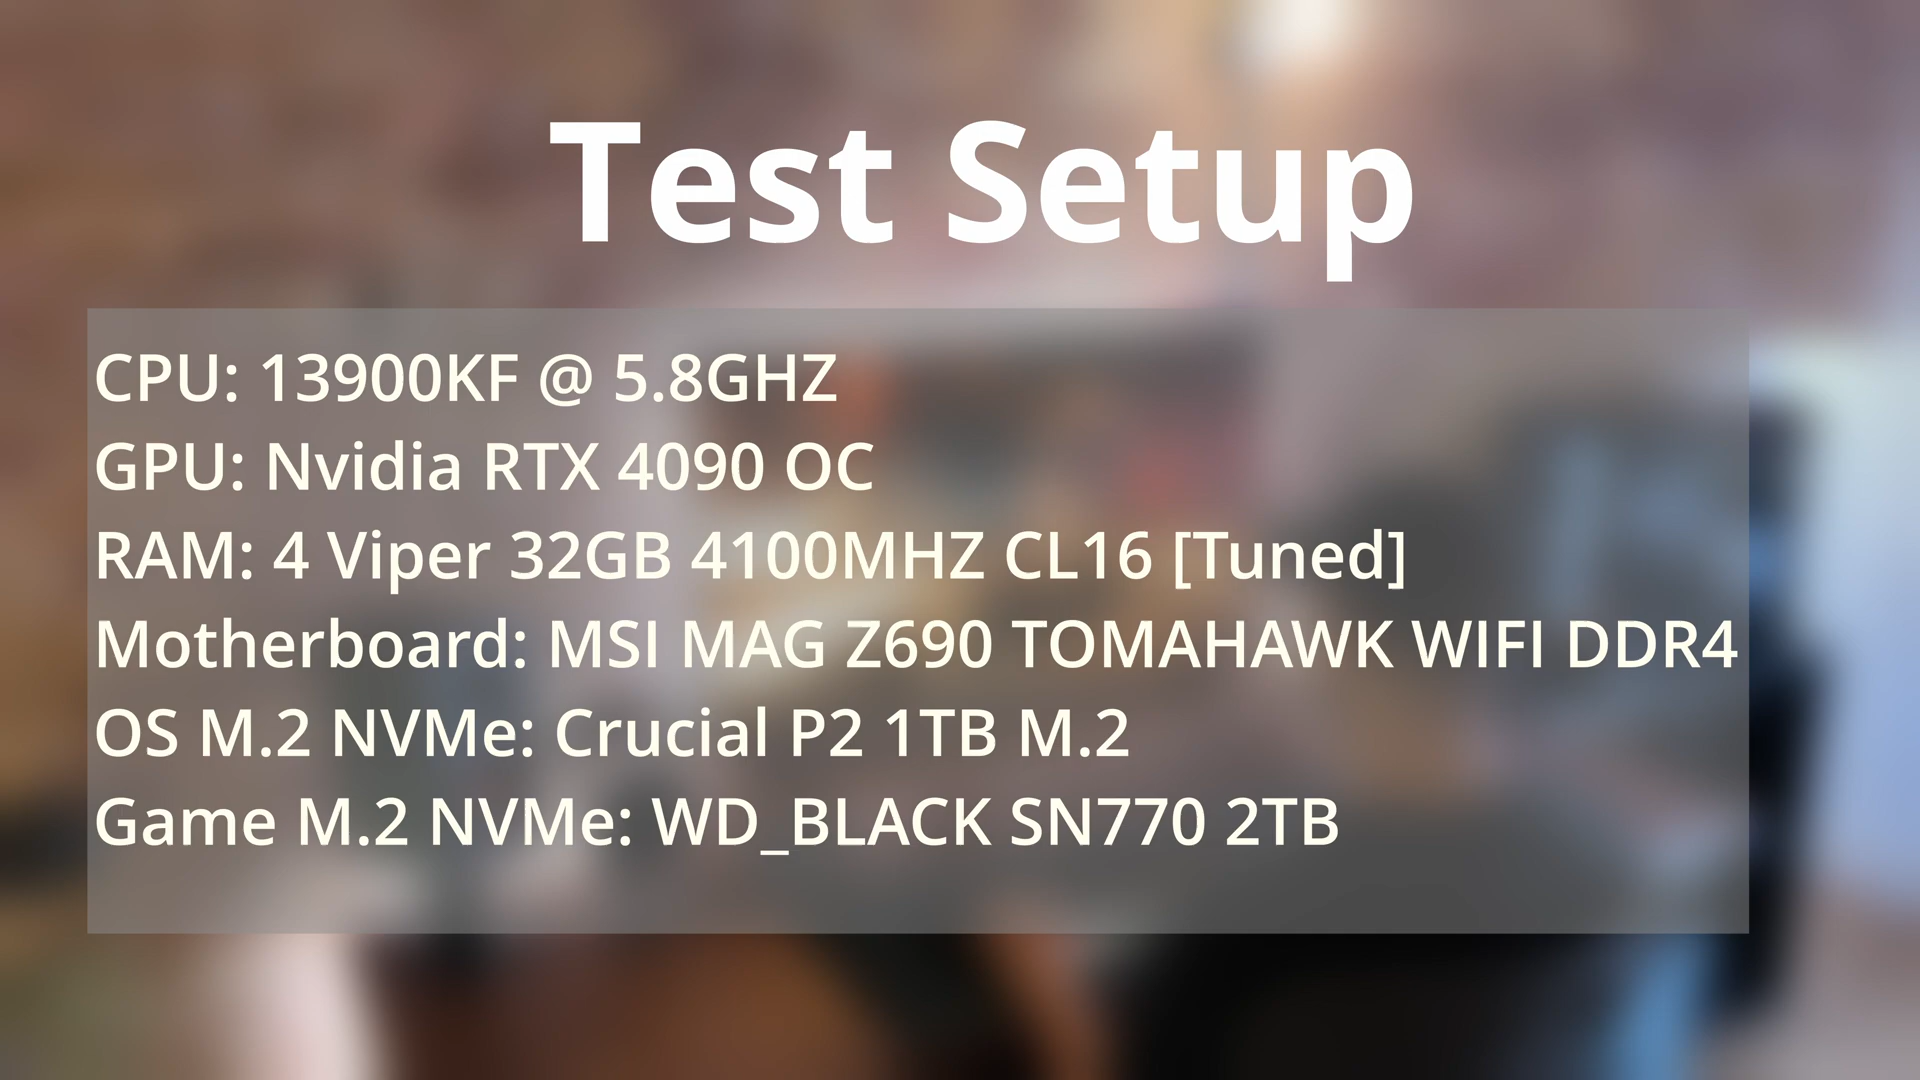 Test Setup
CPU: 13900KF @ 5.8GHZ
GPU: Nvidia RTX 4090 OC
RAM: 4 Viper 32GB 4100MHZ CL16 [Tuned]
Motherboard: MSI MAG Z690 TOMAHAWK WIFI DDR4
OS M.2 NVMe: Crucial P2 1TB M.2
Game M.2 NVMe: WD_BLACK SN770 2TB